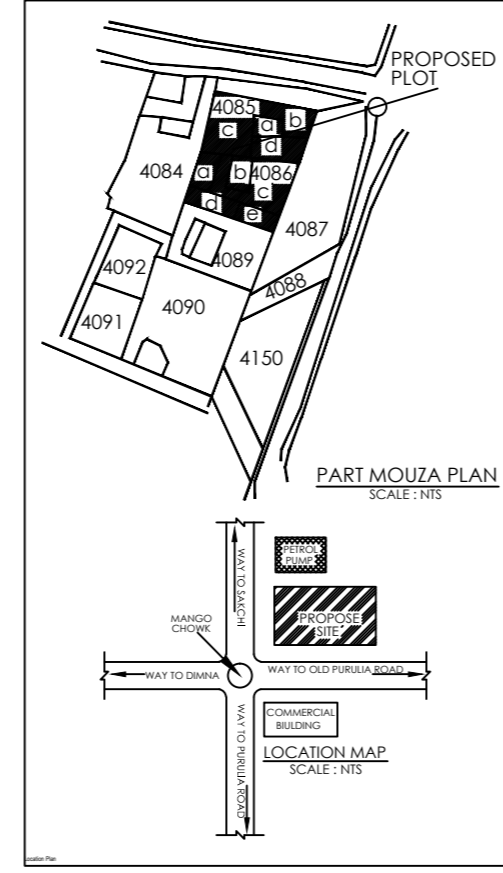 PROPOSED
PLOT
4085
a
b
c
d
4084
a
b
4086
c
d
e
4087
4089
4092
4088
4090
4091
4150
PART MOUZA PLAN
SCALE : NTS
WAY TO SAKCHI
PETROL
PUMP
MANGO
CHOWK
PROPOSE
SITE
WAY TO DIMNA
WAY TO OLD PURULIA ROAD
WAY TO PURULIA ROAD
COMMERCIAL
BIULDING
LOCATION MAP
SCALE : NTS
Location Plan